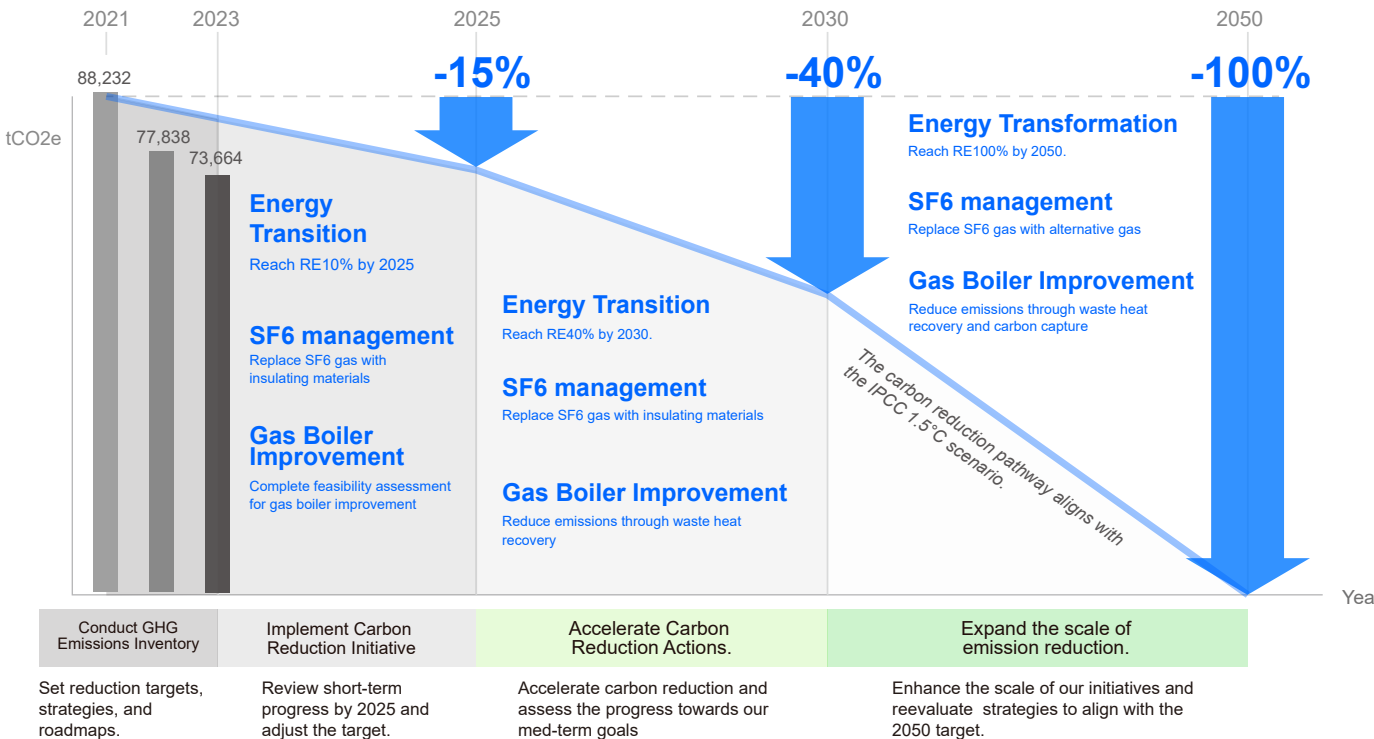 2021
2023
2025
2030
2050
-15%
-40%
-100%
88,232
77,838
73,664
tCO2e
Energy
Transition
Reach RE10% by 2025
SF6 management
Replace SF6 gas with
insulating materials
Gas Boiler
Improvement
Complete feasibility assessment
for gas boiler improvement
Energy Transition
Reach RE40% by 2030.
SF6 management
Replace SF6 gas with insulating materials
Gas Boiler Improvement
Reduce emissions through waste heat
recovery
Energy Transformation
Reach RE100% by 2050.
SF6 management
Replace SF6 gas with alternative gas
Gas Boiler Improvement
Reduce emissions through waste heat
recovery and carbon capture
The carbon reduction pathway aligns with
the IPCC 1.5°C scenario.
Yea
Conduct GHG
Emissions Inventory
Implement Carbon
Reduction Initiative
Accelerate Carbon
Reduction Actions.
Expand the scale of
emission reduction.
Set reduction targets,
strategies, and
roadmaps.
Review short-term
progress by 2025 and
adjust the target.
Accelerate carbon reduction and
assess the progress towards our
med-term goals
Enhance the scale of our initiatives and
reevaluate  strategies to align with the
2050 target.